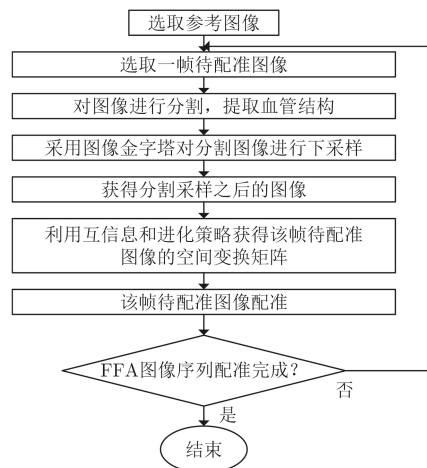 选取参考图像
选取一帧待配准图像
对图像进行分割，提取血管结构
采用图像金字塔对分割图像进行下采样
获得分割采样之后的图像
利用互信息和进化策略获得该帧待配准
图像的空间变换矩阵
该帧待配准图像配准
FFA图像序列配准完成？
否
是
结束